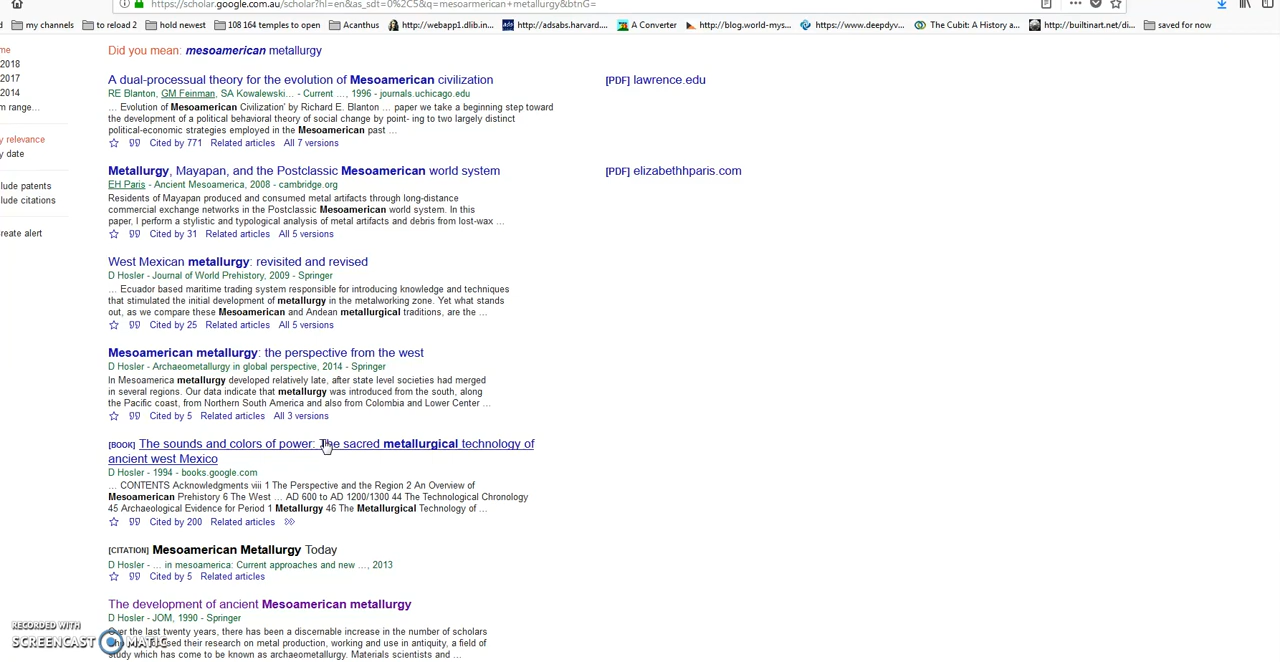 https://scholar.google.com.au/scholar?hl=en&as_sdt=0%2C5&q=mesoamerican+metallurgy&btnG=
to reload 2 hold newest 108 164 temples to open Acanthus http://webapp1.dlib.in... http://adsabs.harvard.... A Converter http://blog.world-mys... https://www.deepdyv... The Cubit: A History a... http://builtinart.net/di... saved for now
my channels
Did you mean: mesoamerican metallurgy
me
2018
2017
2014
m range...
y relevance
y date
lude patents
lude citations
reate alert
A dual-processual theory for the evolution of Mesoamerican civilization
[PDF] lawrence.edu
RE Blanton, GM Feinman, SA Kowalewski... - Current ..., 1996 - journals.uchicago.edu
... Evolution of Mesoamerican Civilization' by Richard E. Blanton ... paper we take a beginning step toward
the development of a political behavioral theory of social change by point- ing to two largely distinct
political-economic strategies employed in the Mesoamerican past ...
Cited by 771 Related articles All 7 versions
Metallurgy, Mayapan, and the Postclassic Mesoamerican world system
[PDF] elizabethhparis.com
EH Paris - Ancient Mesoamerica, 2008 - cambridge.org
Residents of Mayapan produced and consumed metal artifacts through long-distance
commercial exchange networks in the Postclassic Mesoamerican world system. In this
paper, I perform a stylistic and typological analysis of metal artifacts and debris from lost-wax ...
Cited by 31 Related articles All 5 versions
West Mexican metallurgy: revisited and revised
D Hosler - Journal of World Prehistory, 2009 - Springer
... Ecuador based maritime trading system responsible for introducing knowledge and techniques
that stimulated the initial development of metallurgy in the metalworking zone. Yet what stands
out, as we compare these Mesoamerican and Andean metallurgical traditions, are the ...
Cited by 25 Related articles All 5 versions
Mesoamerican metallurgy: the perspective from the west
D Hosler - Archaeometallurgy in global perspective, 2014 - Springer
In Mesoamerica metallurgy developed relatively late, after state level societies had merged
in several regions. Our data indicate that metallurgy was introduced from the south, along
the Pacific coast, from Northern South America and also from Colombia and Lower Center ...
Cited by 5 Related articles All 3 versions
[BOOK] The sounds and colors of power: The sacred metallurgical technology of
ancient west Mexico
D Hosler - 1994 - books.google.com
... CONTENTS Acknowledgments viii 1 The Perspective and the Region 2 An Overview of
Mesoamerican Prehistory 6 The West ... AD 600 to AD 1200/1300 44 The Technological Chronology
45 Archaeological Evidence for Period 1 Metallurgy 46 The Metallurgical Technology of ...
Cited by 200 Related articles
[CITATION] Mesoamerican Metallurgy Today
D Hosler - ... in mesoamerica: Current approaches and new ..., 2013
Cited by 5 Related articles
The development of ancient Mesoamerican metallurgy
D Hosler - JOM, 1990 - Springer
Over the last twenty years, there has been a discernable increase in the number of scholars
their research on metal production, working and use in antiquity, a field of
study which has come to be known as archaeometallurgy. Materials scientists and ...
RECORDED WITH
SCREENCAST MATIC